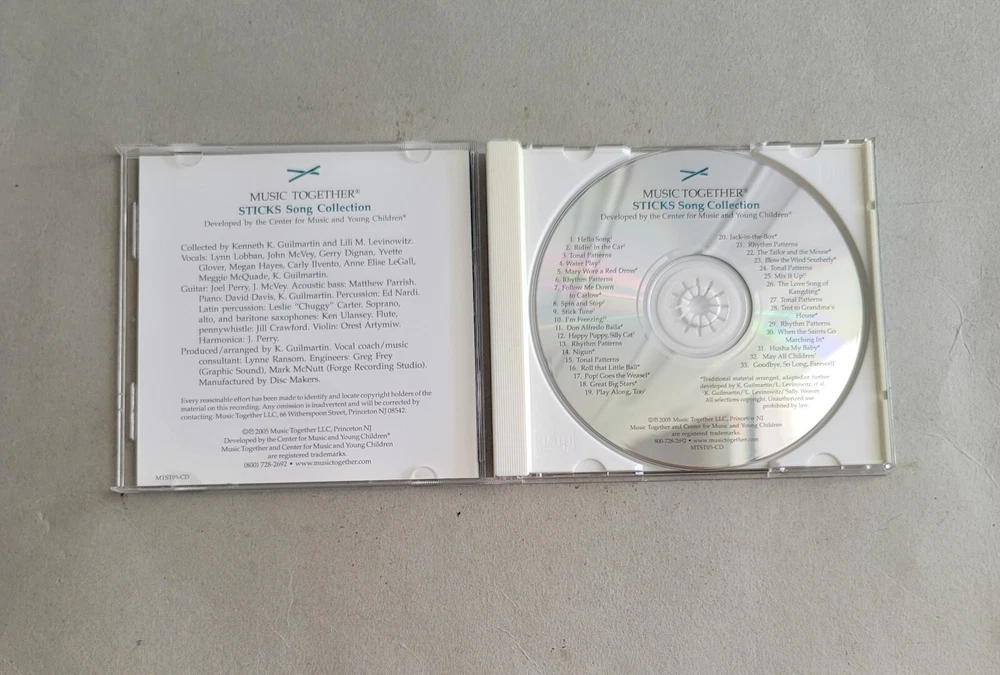 MUSIC TOGETHER®
STICKS Song Collection
Developed by the Center for Music and Young Children®
Collected by Kenneth K. Guilmartin and Lili M. Levinowitz.
Vocals: Lynn Lobban, John McVey, Gerry Dignan, Yvette
Glover, Megan Hayes, Carly Ilvento, Anne Elise LeGall,
Meggie McQuade, K. Guilmartin.
Guitar: Joel Perry, J. McVey. Acoustic bass: Matthew Parrish.
Piano: David Davis, K. Guilmartin. Percussion: Ed Nardi.
Latin percussion: Leslie "Chuggy" Carter. Soprano,
alto, and baritone saxophones: Ken Ulansey. Flute,
pennywhistle: Jill Crawford. Violin: Orest Artymiw.
Harmonica: J. Perry.
Produced/arranged by K. Guilmartin. Vocal coach/music
consultant: Lynne Ransom. Engineers: Greg Frey
(Graphic Sound), Mark McNutt (Forge Recording Studio).
Manufactured by Disc Makers.
Every reasonable effort has been made to identify and locate copyright holders of the
material on this recording. Any omission is inadvertent and will be corrected by
contacting: Music Together LLC, 66 Witherspoon Street, Princeton NJ 08542.
©℗ 2005 Music Together LLC, Princeton NJ
Developed by the Center for Music and Young Children®
Music Together and Center for Music and Young Children
are registered trademarks.
(800) 728-2692 • www.musictogether.com
MTST05-CD
MUSIC TOGETHER®
STICKS Song Collection
Developed by the Center for Music and Young Children®
1. Hello Song
2. Ridin' in the Car
3. Tonal Patterns
4. Water Play
5. Mary Wore a Red Dress*
6. Rhythm Patterns
7. Follow Me Down
to Carlow*
8. Spin and Stop
9. Stick Tune
10. I'm Freezing
11. Don Alfredo Baila*
12. Happy Puppy, Silly Cat
13. Rhythm Patterns
14. Nigun*
15. Tonal Patterns
16. Roll that Little Ball*
17. Pop! Goes the Weasel*
18. Great Big Stars*
19. Play Along, Too
20. Jack-in-the-Box*
21. Rhythm Patterns
22. The Tailor and the Mouse*
23. Blow the Wind Southerly*
24. Tonal Patterns
25. Mix It Up
26. The Love Song of
Kangding*
27. Tonal Patterns
28. Trot to Grandma's
House*
29. Rhythm Patterns
30. When the Saints Go
Marching In*
31. Husha My Baby*
32. May All Children
33. Goodbye, So Long, Farewell
*Traditional material arranged, adapted, or further
developed by K. Guilmartin/L. Levinowitz, et al.
K. Guilmartin/ L. Levinowitz/ Sally Weaver
All selections copyright. Unauthorized use
prohibited by law.
©℗ 2005 Music Together LLC, Princeton NJ
Music Together and Center for Music and Young Children
are registered trademarks.
800-728-2692 • www.musictogether.com
MTST05-CD